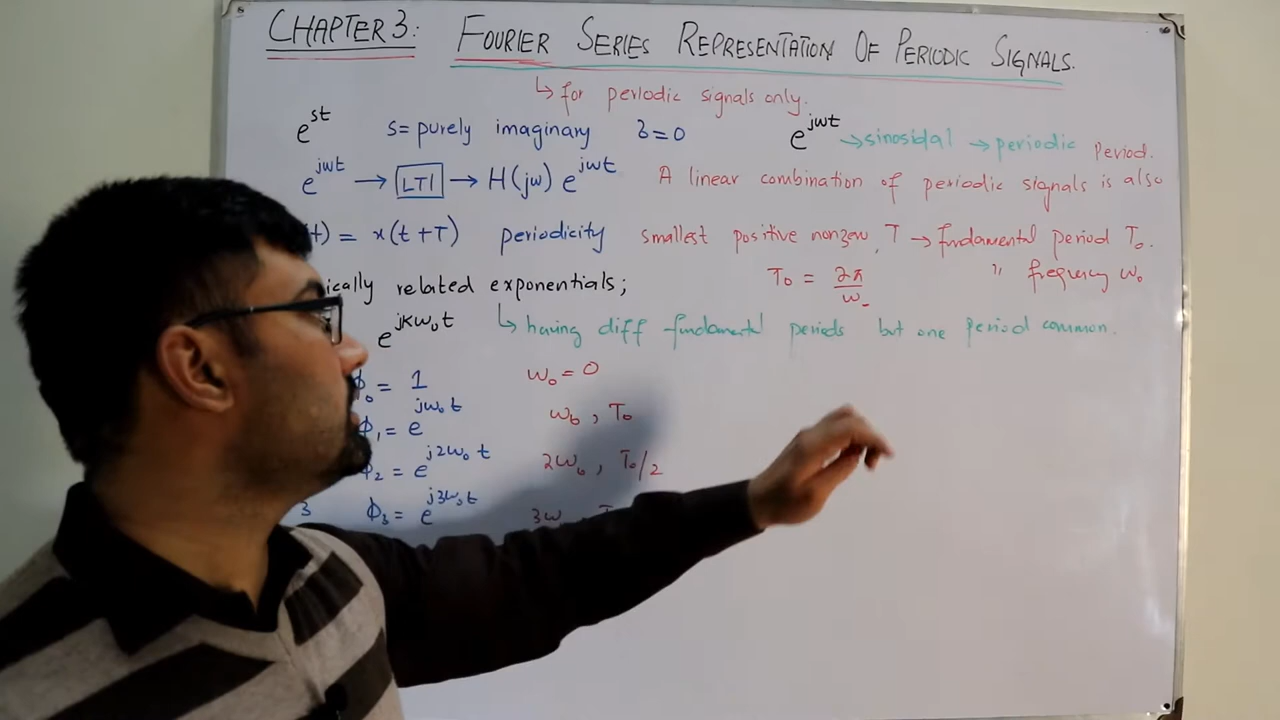 CHAPTER 3: FOURIER SERIES REPRESENTATION OF PERIODIC SIGNALS.
↳ for periodic signals only.
e^st s= purely imaginary 3=0 e^jwt → sinosidal → periodic
e^jwt → LTI → H(jw) e^jwt A linear combination of periodic signals is also Period.
t) = x(t+T) periodicity smallest positive nonzero, T → fundamental period T₀.
ically related exponentials; T₀ = 2π/w₋ " frequency w₀
e^jKw₀t ↳ having diff fundamental periods but one period common.
ϕ₀ = 1 w₀ = 0
ϕ₁ = e^jw₀t w₀, T₀
ϕ₂ = e^j2w₀t 2w₀, T₀/2
3 ϕ₃ = e^j3w₀t 3w